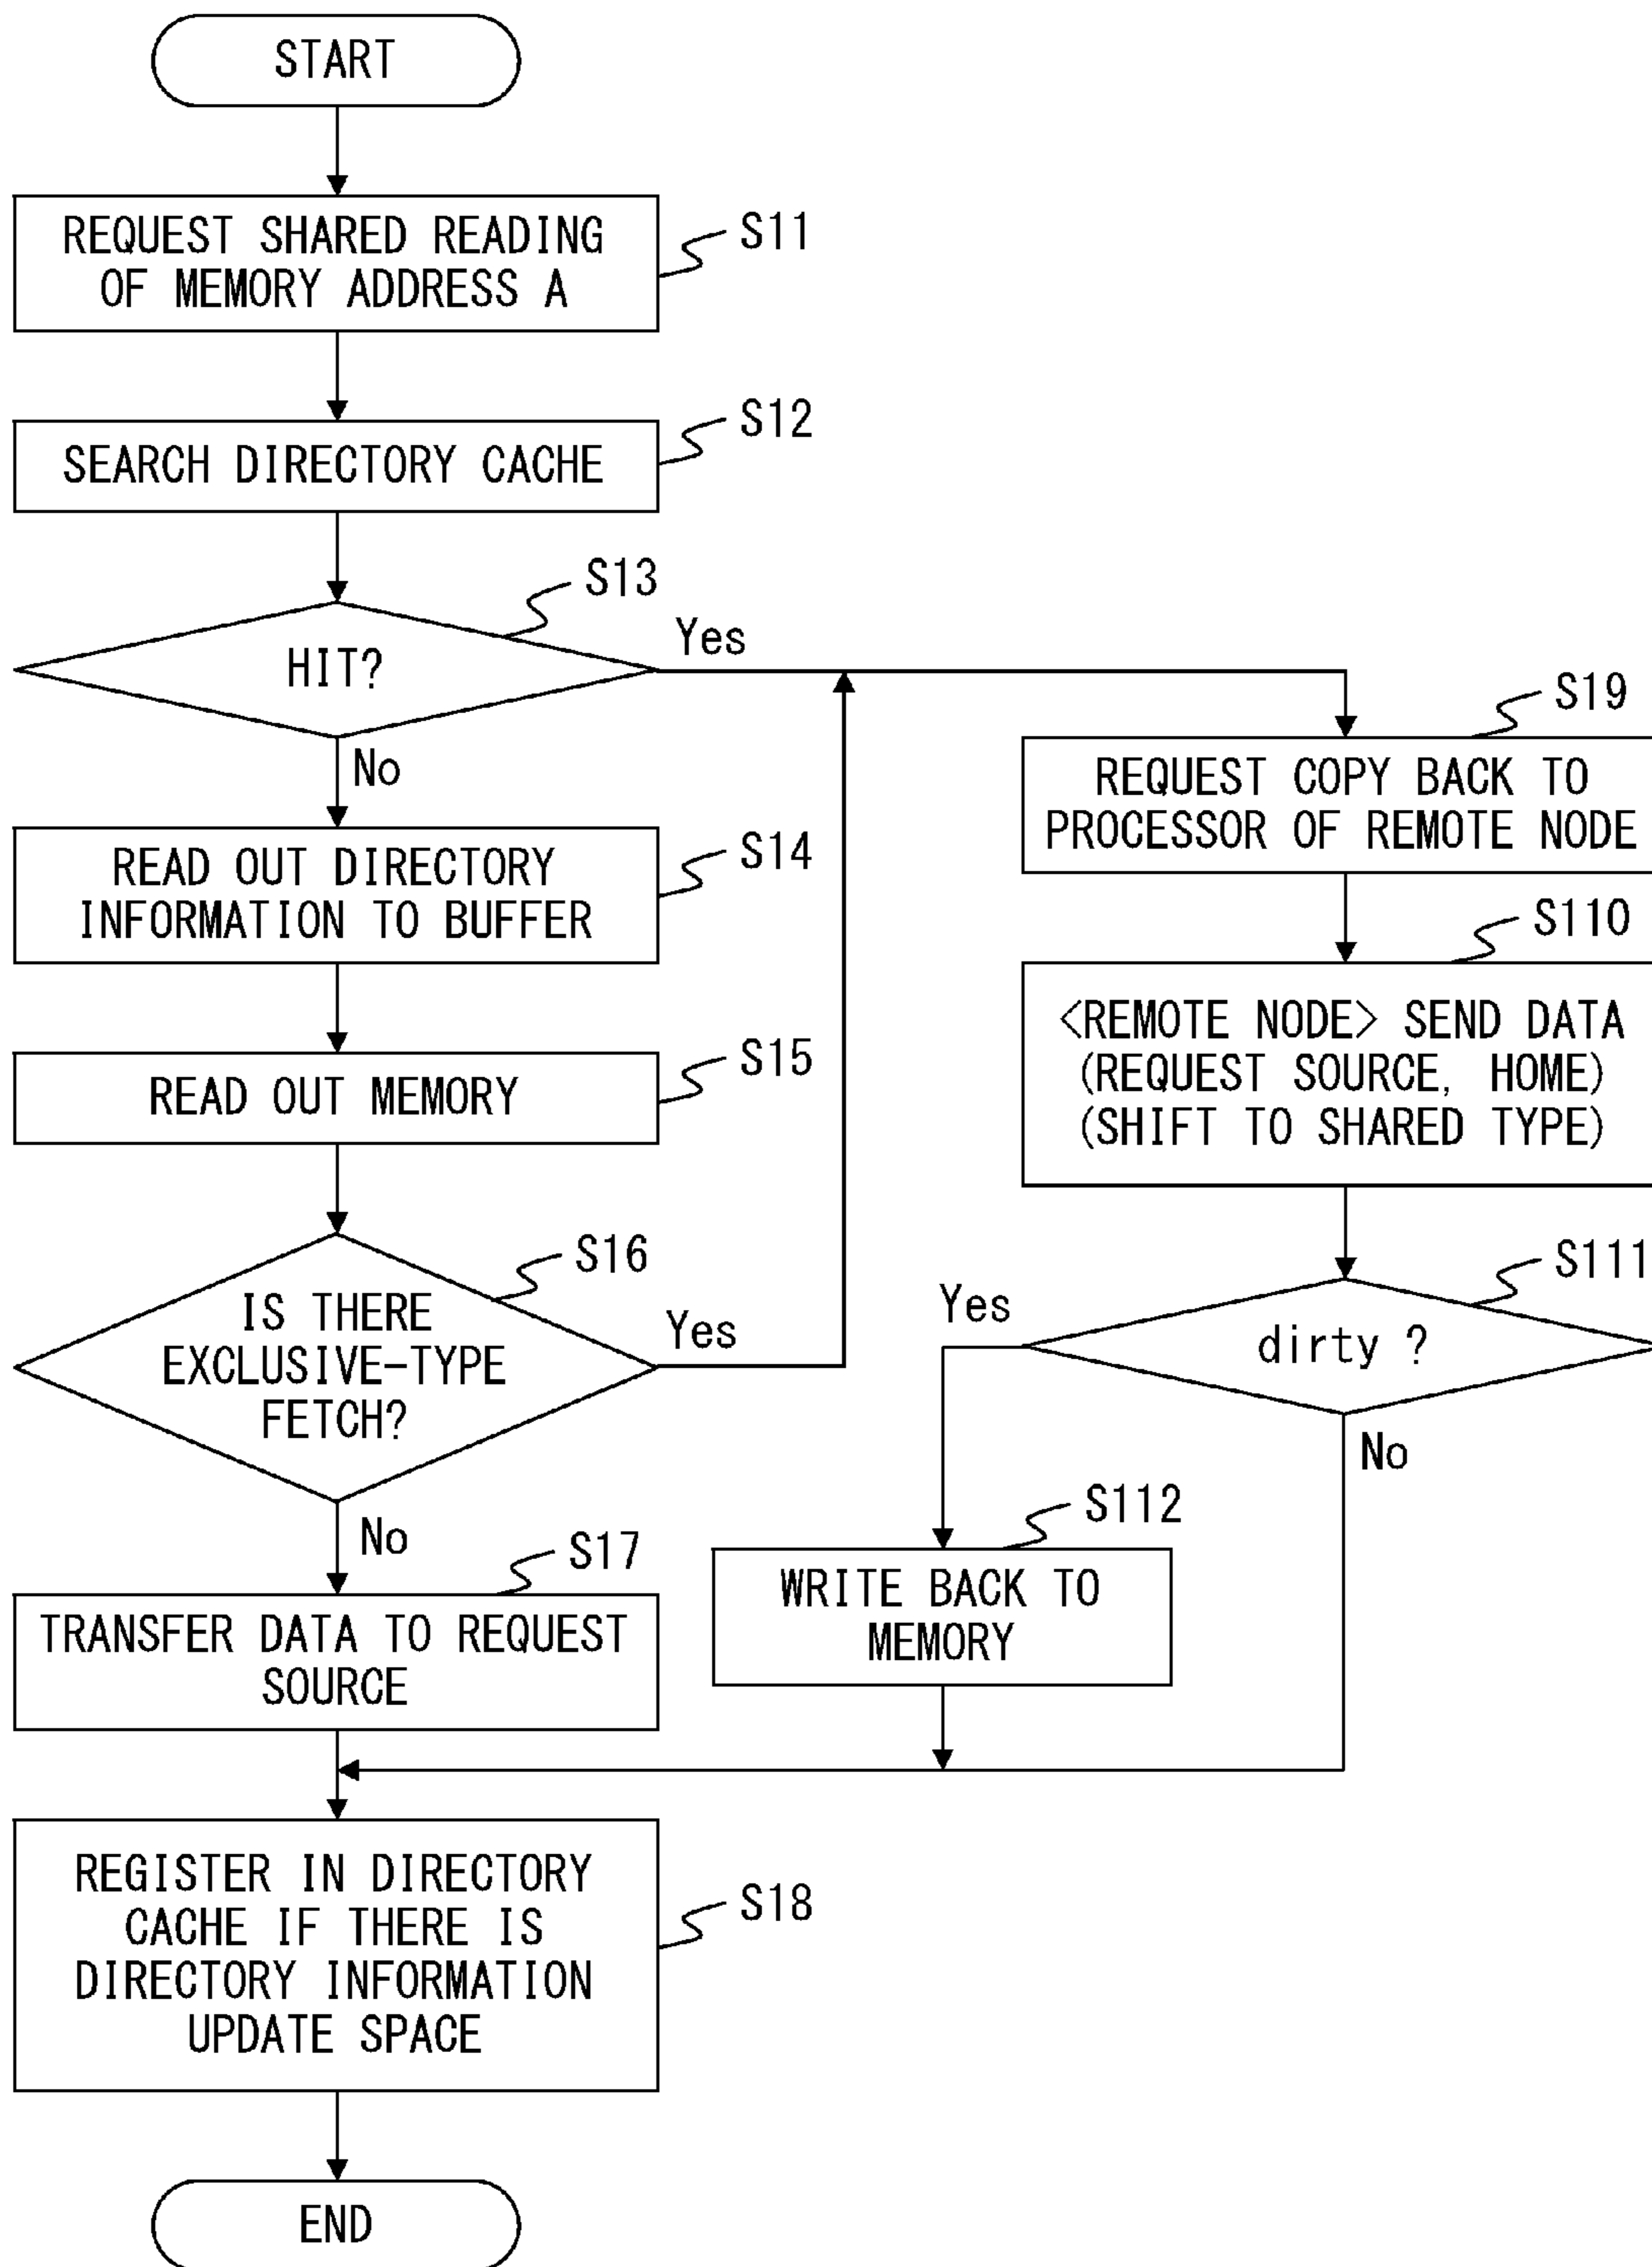 START
REQUEST SHARED READING
OF MEMORY ADDRESS A
S11
SEARCH DIRECTORY CACHE
S12
HIT?
S13
Yes
No
READ OUT DIRECTORY
INFORMATION TO BUFFER
S14
READ OUT MEMORY
S15
IS THERE
EXCLUSIVE-TYPE
FETCH?
S16
Yes
No
TRANSFER DATA TO REQUEST
SOURCE
S17
REGISTER IN DIRECTORY
CACHE IF THERE IS
DIRECTORY INFORMATION
UPDATE SPACE
S18
END
REQUEST COPY BACK TO
PROCESSOR OF REMOTE NODE
S19
<REMOTE NODE> SEND DATA
(REQUEST SOURCE, HOME)
(SHIFT TO SHARED TYPE)
S110
dirty ?
S111
Yes
No
WRITE BACK TO
MEMORY
S112